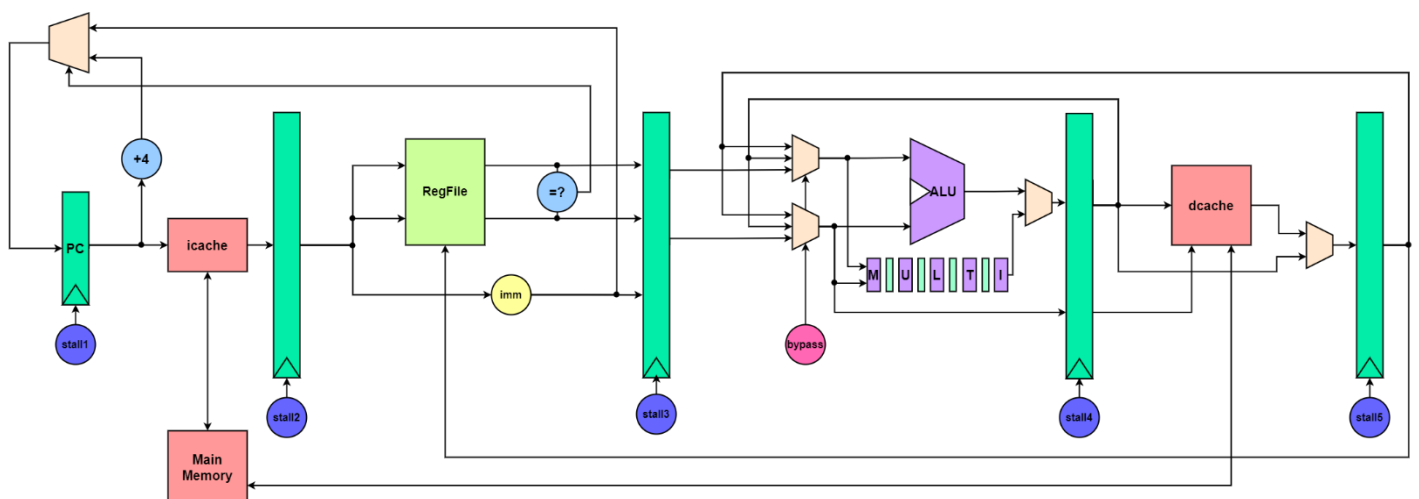 +4
PC
icache
RegFile
=?
imm
ALU
M U L T I
dcache
bypass
stall1
stall2
stall3
stall4
stall5
Main
Memory